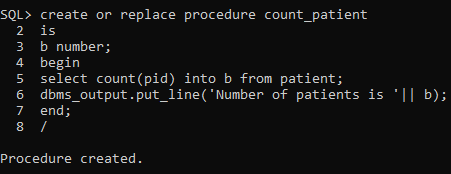 SQL> create or replace procedure count_patient
2 is
3 b number;
4 begin
5 select count(pid) into b from patient;
6 dbms_output.put_line('Number of patients is '|| b);
7 end;
8 /
Procedure created.